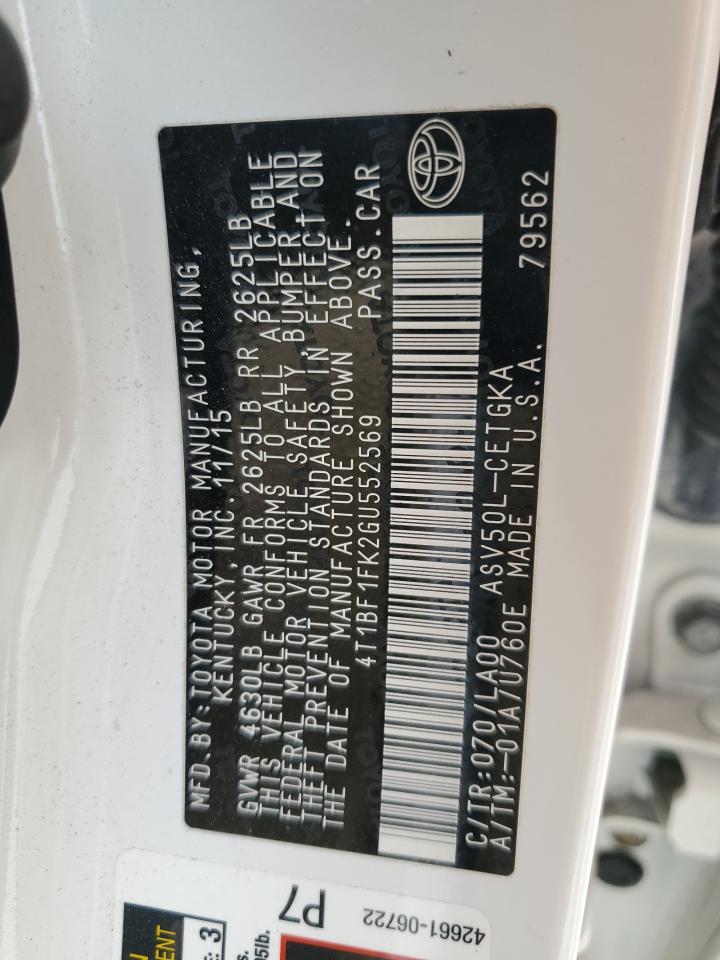 MFD.BY:TOYOTA MOTOR MANUFACTURING,
KENTUCKY,INC. 11/15
GVWR 4630LB GAWR FR 2625LB RR 2625LB
THIS VEHICLE CONFORMS TO ALL APPLICABLE
FEDERAL MOTOR VEHICLE SAFETY,BUMPER,AND
THEFT PREVENTION STANDARDS IN EFFECT ON
THE DATE OF MANUFACTURE SHOWN ABOVE.
4T1BF1FK2GU552569 PASS.CAR
C/TR:070/LA00 ASV50L-CETGKA
A/TM:-01A/U760E MADE IN U.S.A. 79562
P7
42661-06722
3